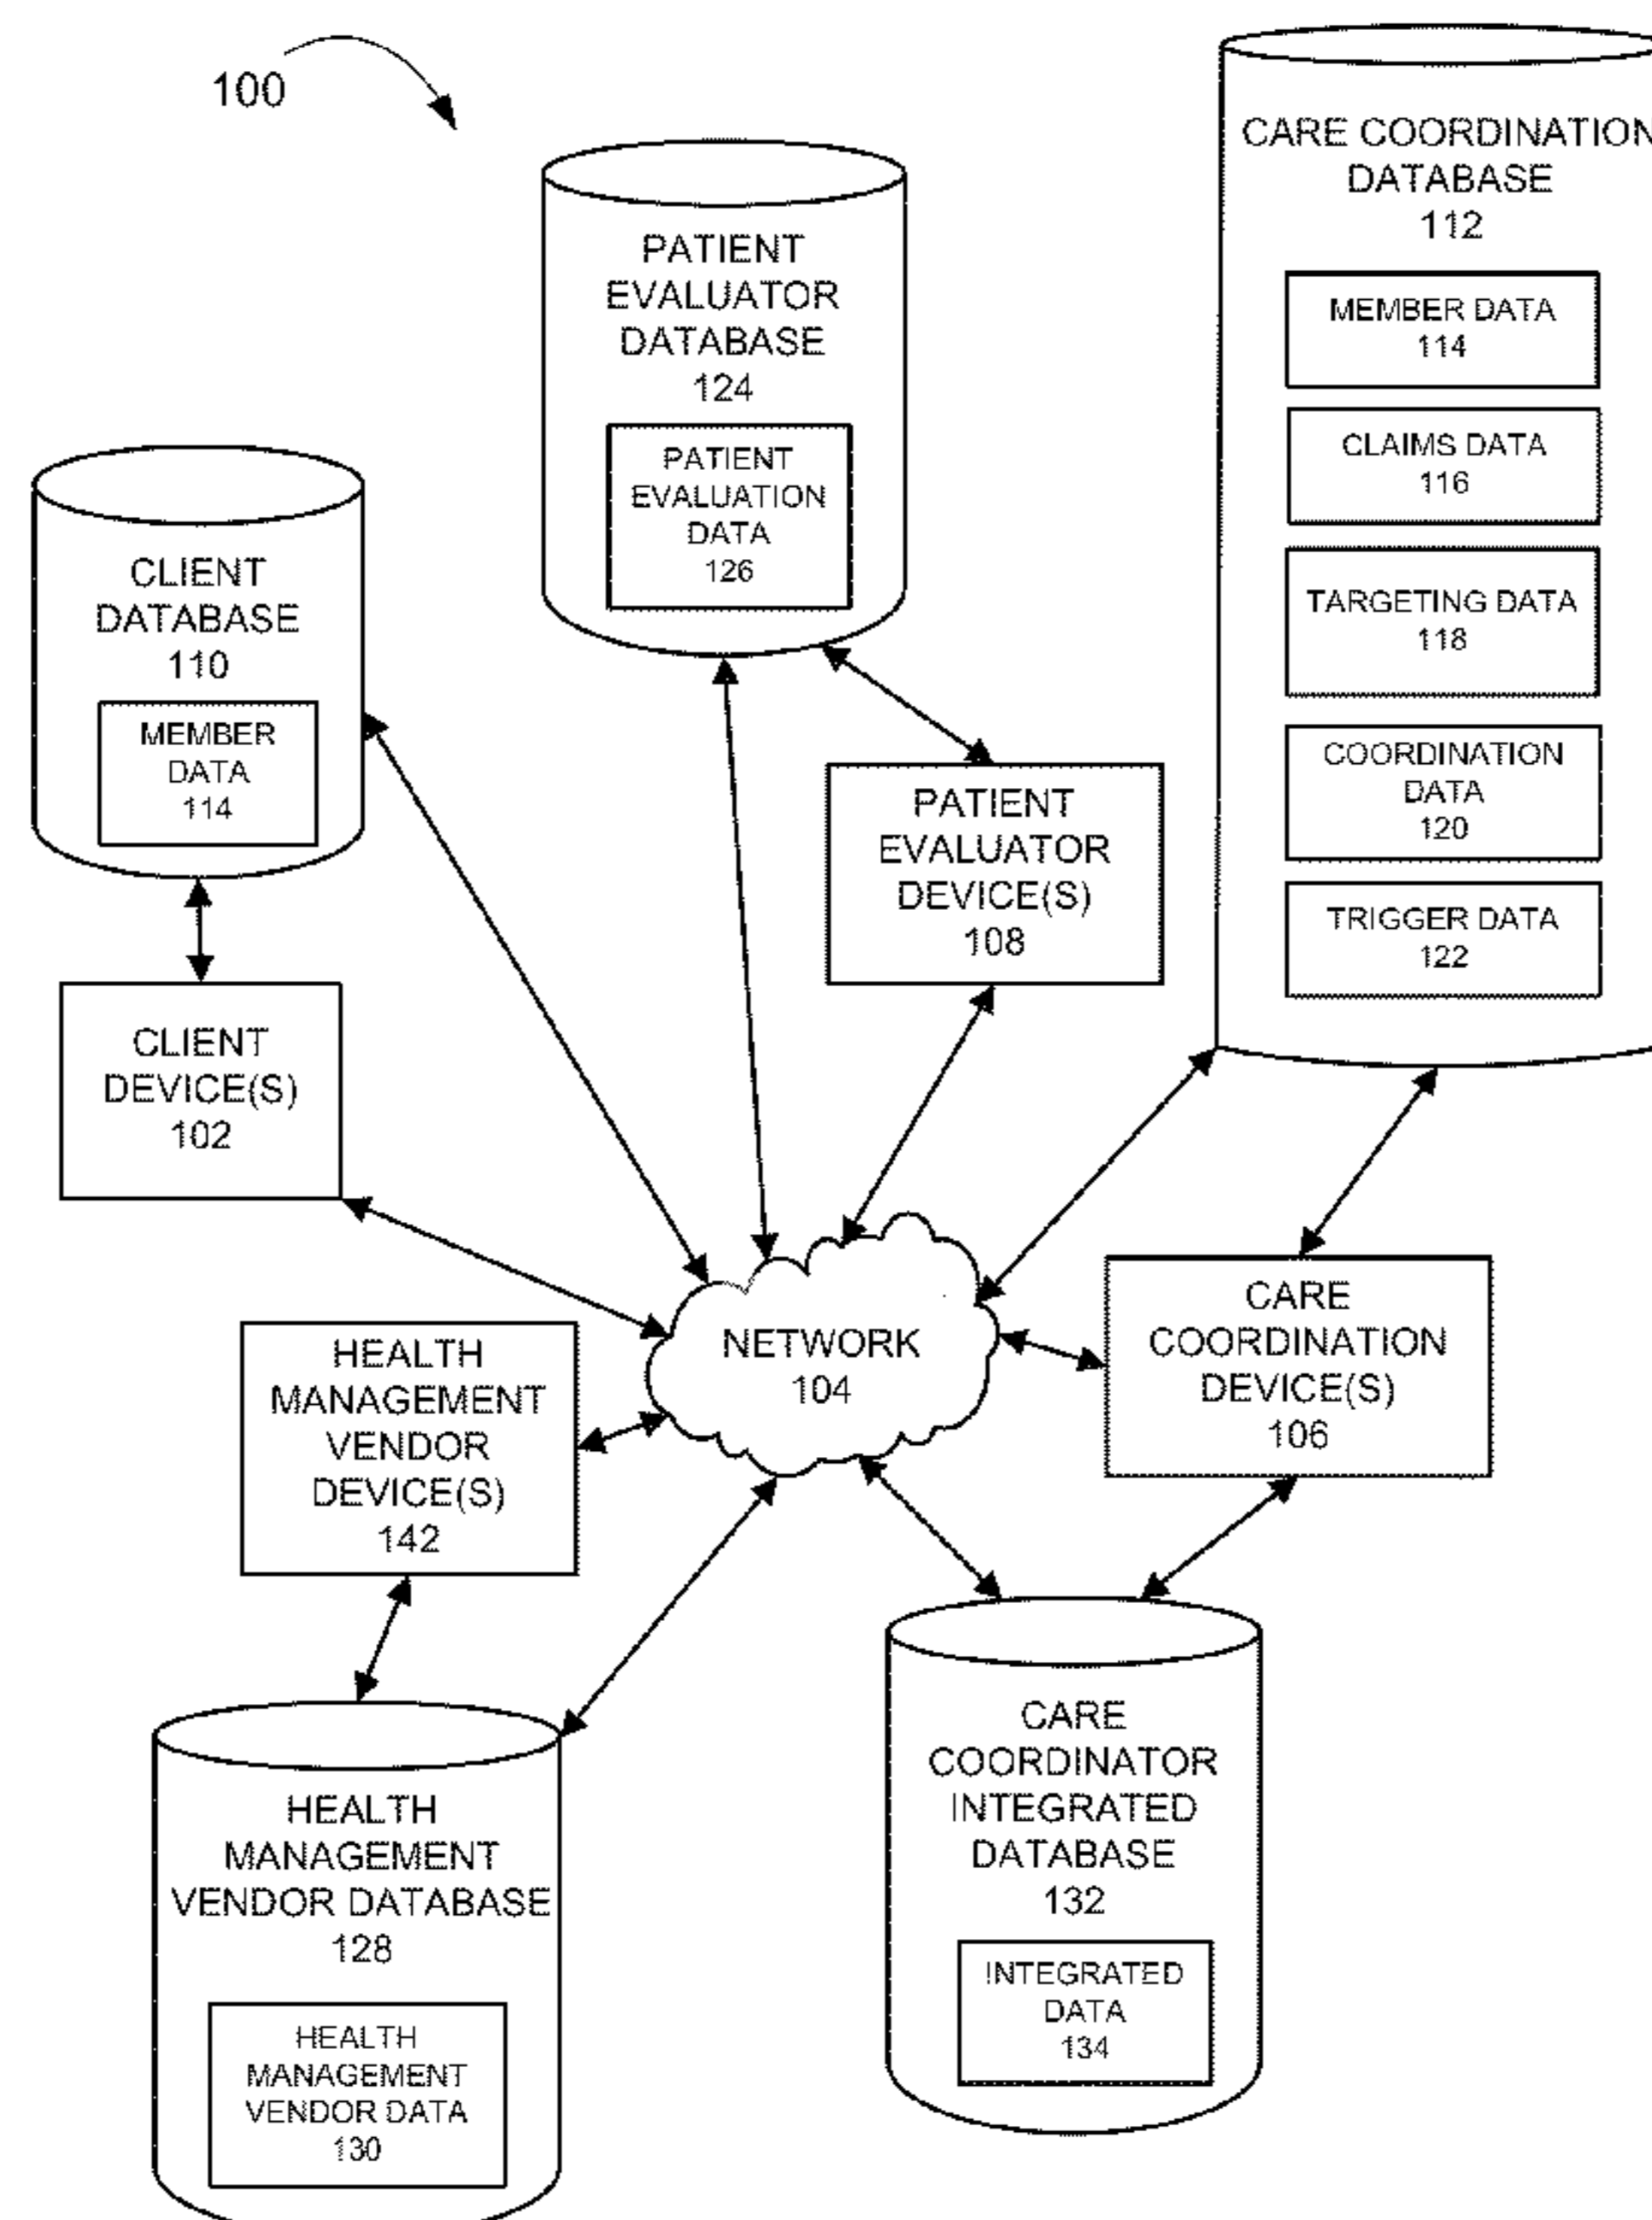 100
CARE COORDINATION
DATABASE
112
MEMBER DATA
114
CLAIMS DATA
116
TARGETING DATA
118
COORDINATION
DATA
120
TRIGGER DATA
122
PATIENT
EVALUATOR
DATABASE
124
PATIENT
EVALUATION
DATA
126
CLIENT
DATABASE
110
MEMBER
DATA
114
PATIENT
EVALUATOR
DEVICE(S)
108
CLIENT
DEVICE(S)
102
NETWORK
104
CARE
COORDINATION
DEVICE(S)
106
HEALTH
MANAGEMENT
VENDOR
DEVICE(S)
142
HEALTH
MANAGEMENT
VENDOR DATABASE
128
HEALTH
MANAGEMENT
VENDOR DATA
130
CARE
COORDINATOR
INTEGRATED
DATABASE
132
INTEGRATED
DATA
134